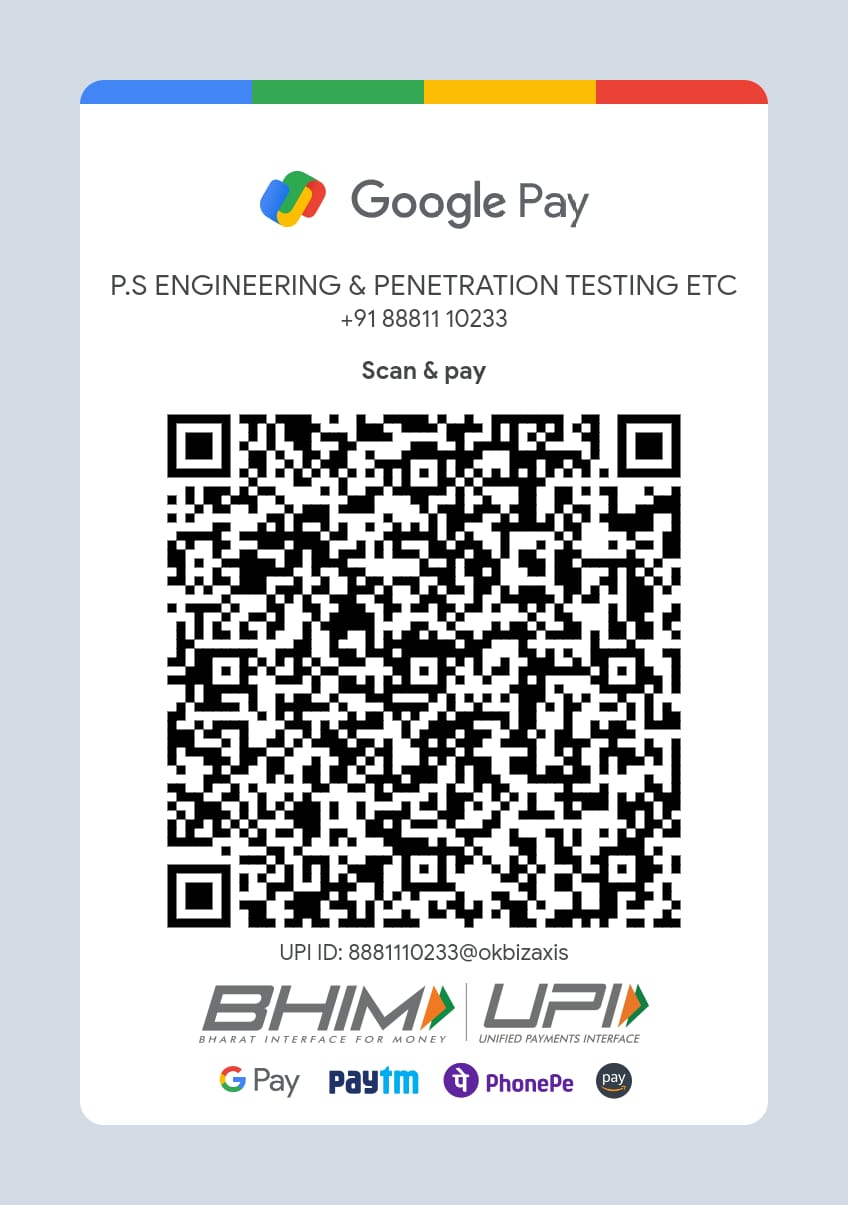 Google Pay
P.S ENGINEERING & PENETRATION TESTING ETC
+91 88811 10233
Scan & pay
UPI ID: 8881110233@okbizaxis
BHIM UPI
BHARAT INTERFACE FOR MONEY UNIFIED PAYMENTS INTERFACE
G Pay paytm पे PhonePe pay